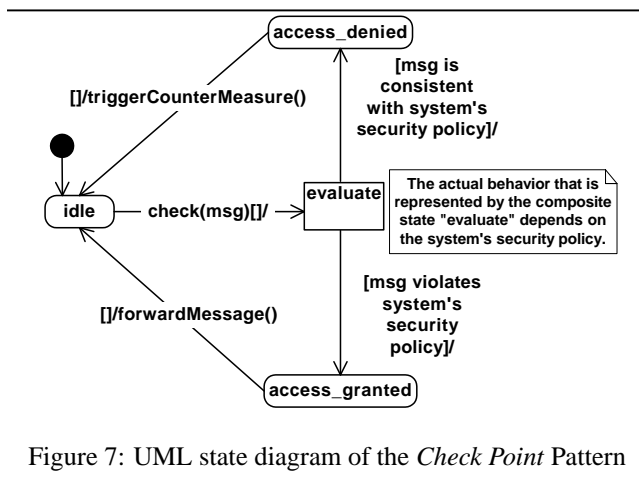 access_denied
[msg is
consistent
with system's
security policy]/
[]/triggerCounterMeasure()
evaluate
The actual behavior that is
represented by the composite
state "evaluate" depends on
the system's security policy.
idle
check(msg)[]/
[msg violates
system's
security
policy]/
[]/forwardMessage()
access_granted
Figure 7: UML state diagram of the Check Point Pattern